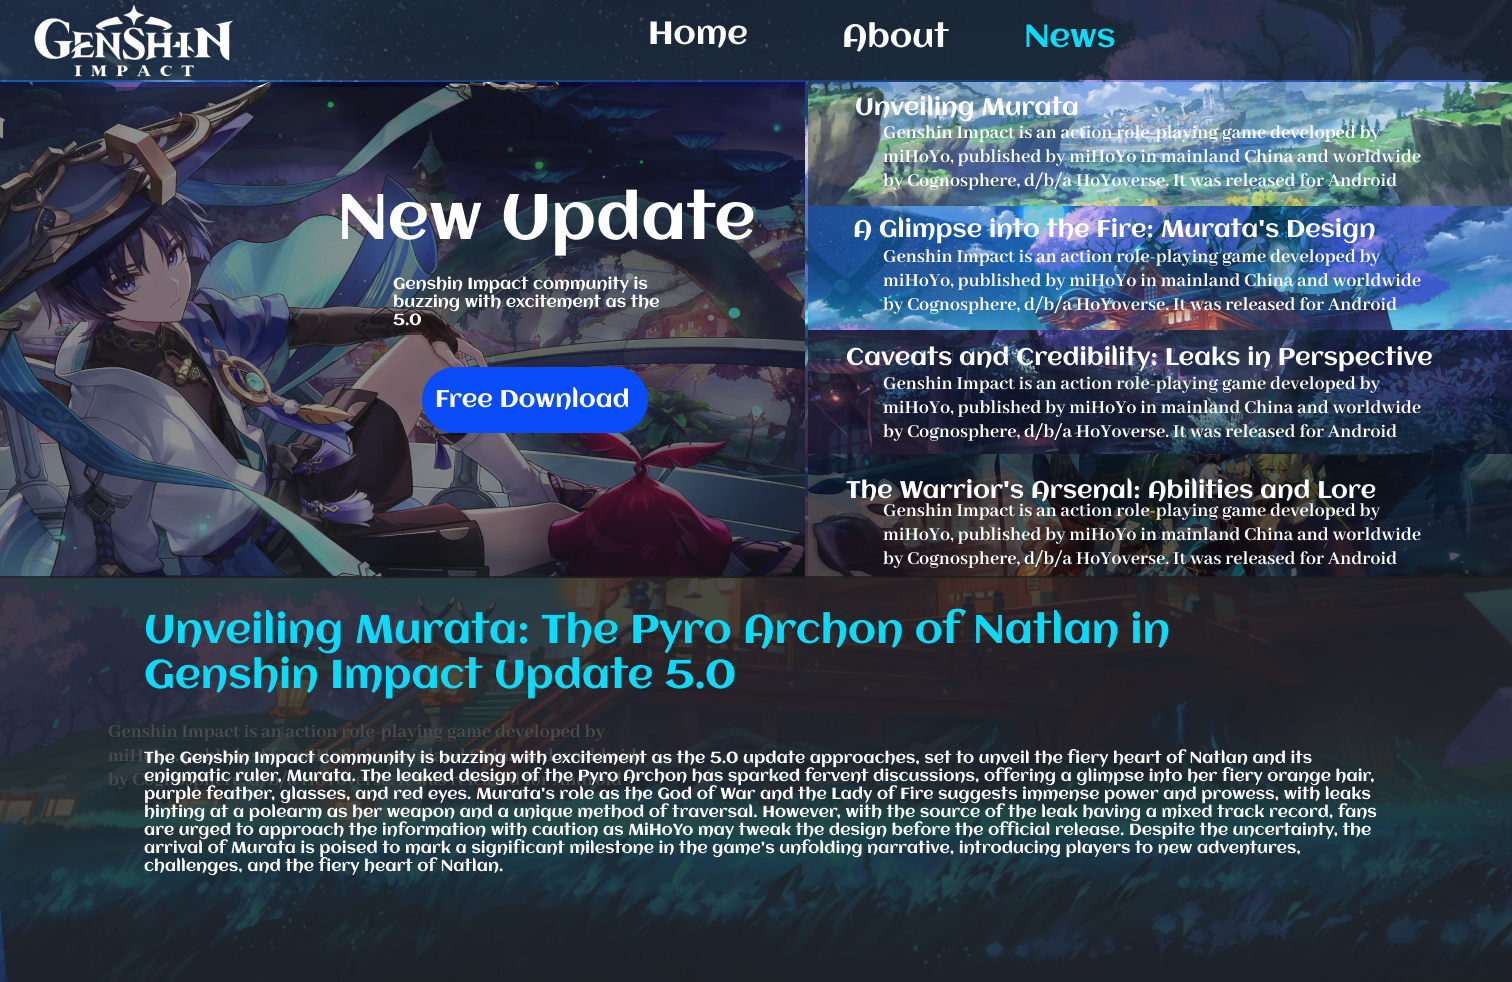 GENSHIN
IMPACT
Home
About
News
New Update
Genshin Impact community is
buzzing with excitement as the
5.0
Free Download
Unveiling Murata
Genshin Impact is an action role-playing game developed by
miHoYo, published by miHoYo in mainland China and worldwide
by Cognosphere, d/b/a HoYoverse. It was released for Android
A Glimpse into the Fire: Murata's Design
Genshin Impact is an action role-playing game developed by
miHoYo, published by miHoYo in mainland China and worldwide
by Cognosphere, d/b/a HoYoverse. It was released for Android
Caveats and Credibility: Leaks in Perspective
Genshin Impact is an action role-playing game developed by
miHoYo, published by miHoYo in mainland China and worldwide
by Cognosphere, d/b/a HoYoverse. It was released for Android
The Warrior's Arsenal: Abilities and Lore
Genshin Impact is an action role-playing game developed by
miHoYo, published by miHoYo in mainland China and worldwide
by Cognosphere, d/b/a HoYoverse. It was released for Android
Unveiling Murata: The Pyro Archon of Natlan in
Genshin Impact Update 5.0
Genshin Impact is an action role-playing game developed by
The Genshin Impact community is buzzing with excitement as the 5.0 update approaches, set to unveil the fiery heart of Natlan and its
enigmatic ruler, Murata. The leaked design of the Pyro Archon has sparked fervent discussions, offering a glimpse into her fiery orange hair,
purple feather, glasses, and red eyes. Murata's role as the God of War and the Lady of Fire suggests immense power and prowess, with leaks
hinting at a polearm as her weapon and a unique method of traversal. However, with the source of the leak having a mixed track record, fans
are urged to approach the information with caution as MiHoYo may tweak the design before the official release. Despite the uncertainty, the
arrival of Murata is poised to mark a significant milestone in the game's unfolding narrative, introducing players to new adventures,
challenges, and the fiery heart of Natlan.